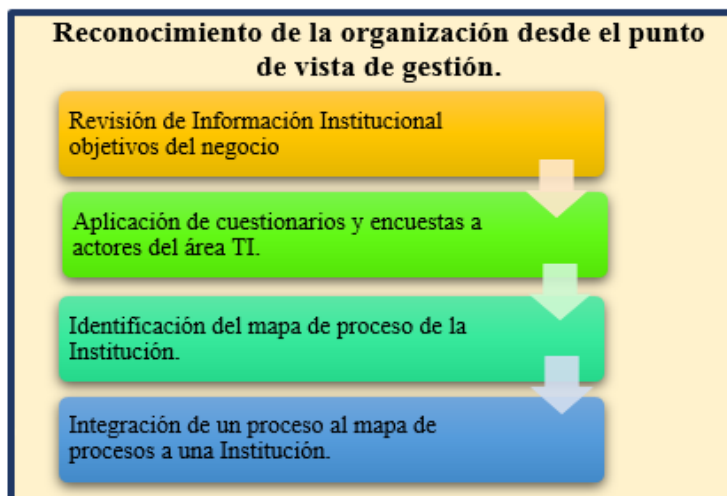 Reconocimiento de la organización desde el punto
de vista de gestión.
Revisión de Información Institucional
objetivos del negocio
Aplicación de cuestionarios y encuestas a
actores del área TI.
Identificación del mapa de proceso de la
Institución.
Integración de un proceso al mapa de
procesos a una Institución.